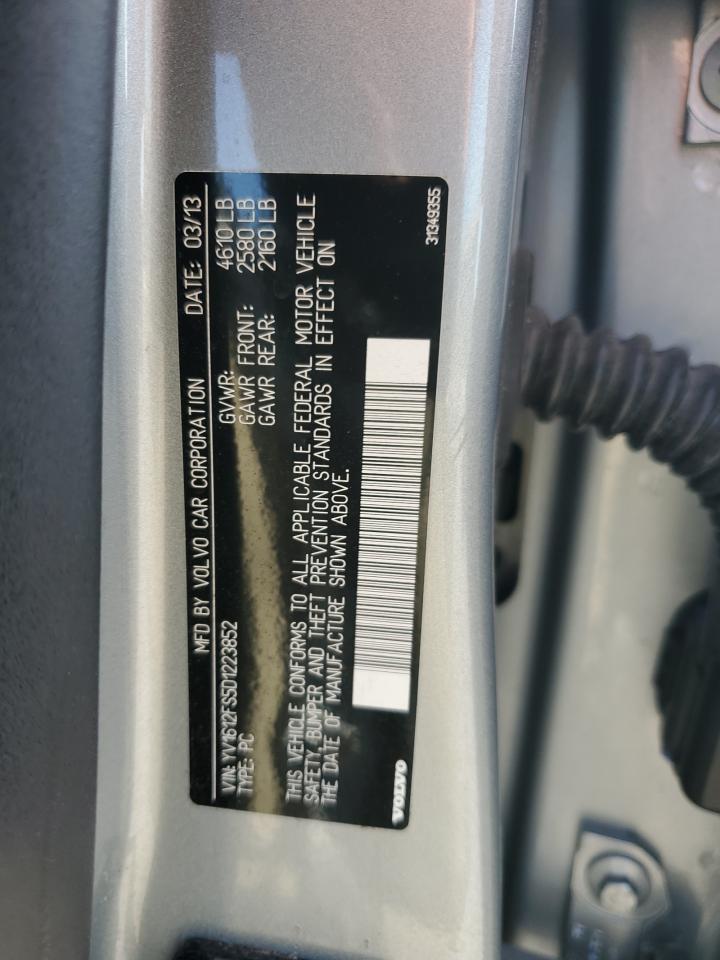 MFD BY VOLVO CAR CORPORATION DATE: 03/13
VIN: YV1612FS5D1223852 GVWR: 4610 LB
TYPE: PC GAWR FRONT: 2580 LB
GAWR REAR: 2160 LB
THIS VEHICLE CONFORMS TO ALL APPLICABLE FEDERAL MOTOR VEHICLE
SAFETY, BUMPER AND THEFT PREVENTION STANDARDS IN EFFECT ON
THE DATE OF MANUFACTURE SHOWN ABOVE.
VOLVO 31349355